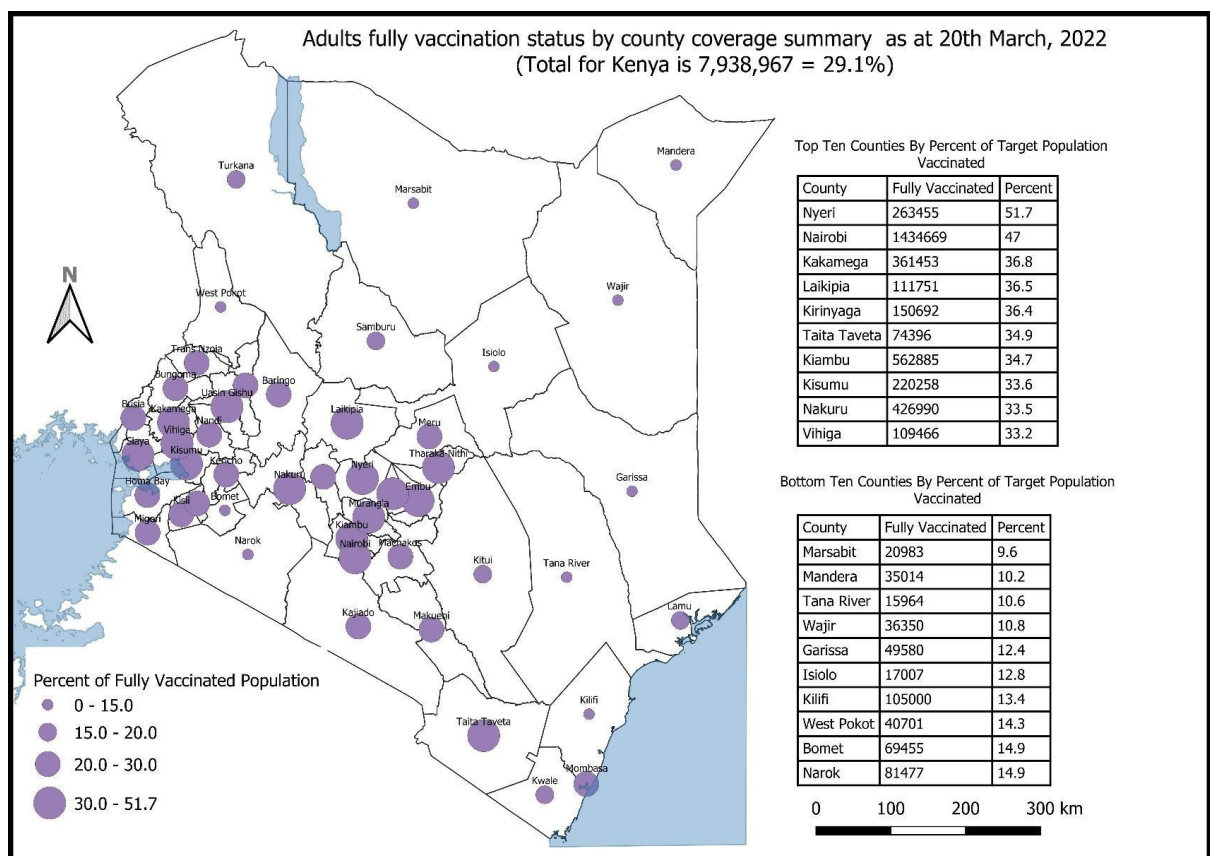 Adults fully vaccination status by county coverage summary as at 20th March, 2022
(Total for Kenya is 7,938,967 = 29.1%)
Turkana
Mandera
Marsabit
Wajir
West Pokot
Samburu
Isiolo
N
Trans Nzoia
Bungoma
Uasin Gishu
Baringo
Busia
Kakamega
Laikipia
Vihiga
Nandi
Meru
Siaya
Kisumu
Tharaka-Nithi
Kericho
Nakuru
Nyeri
Garissa
Homa Bay
Bomet
Embu
Kisii
Murang'a
Migori
Kiambu
Narok
Nairobi
Machakos
Kitui
Tana River
Kajiado
Makueni
Lamu
Taita Taveta
Kilifi
Kwale
Mombasa
Percent of Fully Vaccinated Population
0 - 15.0
15.0 - 20.0
20.0 - 30.0
30.0 - 51.7
Top Ten Counties By Percent of Target Population
Vaccinated
County Fully Vaccinated Percent
Nyeri 263455 51.7
Nairobi 1434669 47
Kakamega 361453 36.8
Laikipia 111751 36.5
Kirinyaga 150692 36.4
Taita Taveta 74396 34.9
Kiambu 562885 34.7
Kisumu 220258 33.6
Nakuru 426990 33.5
Vihiga 109466 33.2
Bottom Ten Counties By Percent of Target Population
Vaccinated
County Fully Vaccinated Percent
Marsabit 20983 9.6
Mandera 35014 10.2
Tana River 15964 10.6
Wajir 36350 10.8
Garissa 49580 12.4
Isiolo 17007 12.8
Kilifi 105000 13.4
West Pokot 40701 14.3
Bomet 69455 14.9
Narok 81477 14.9
0 100 200 300 km